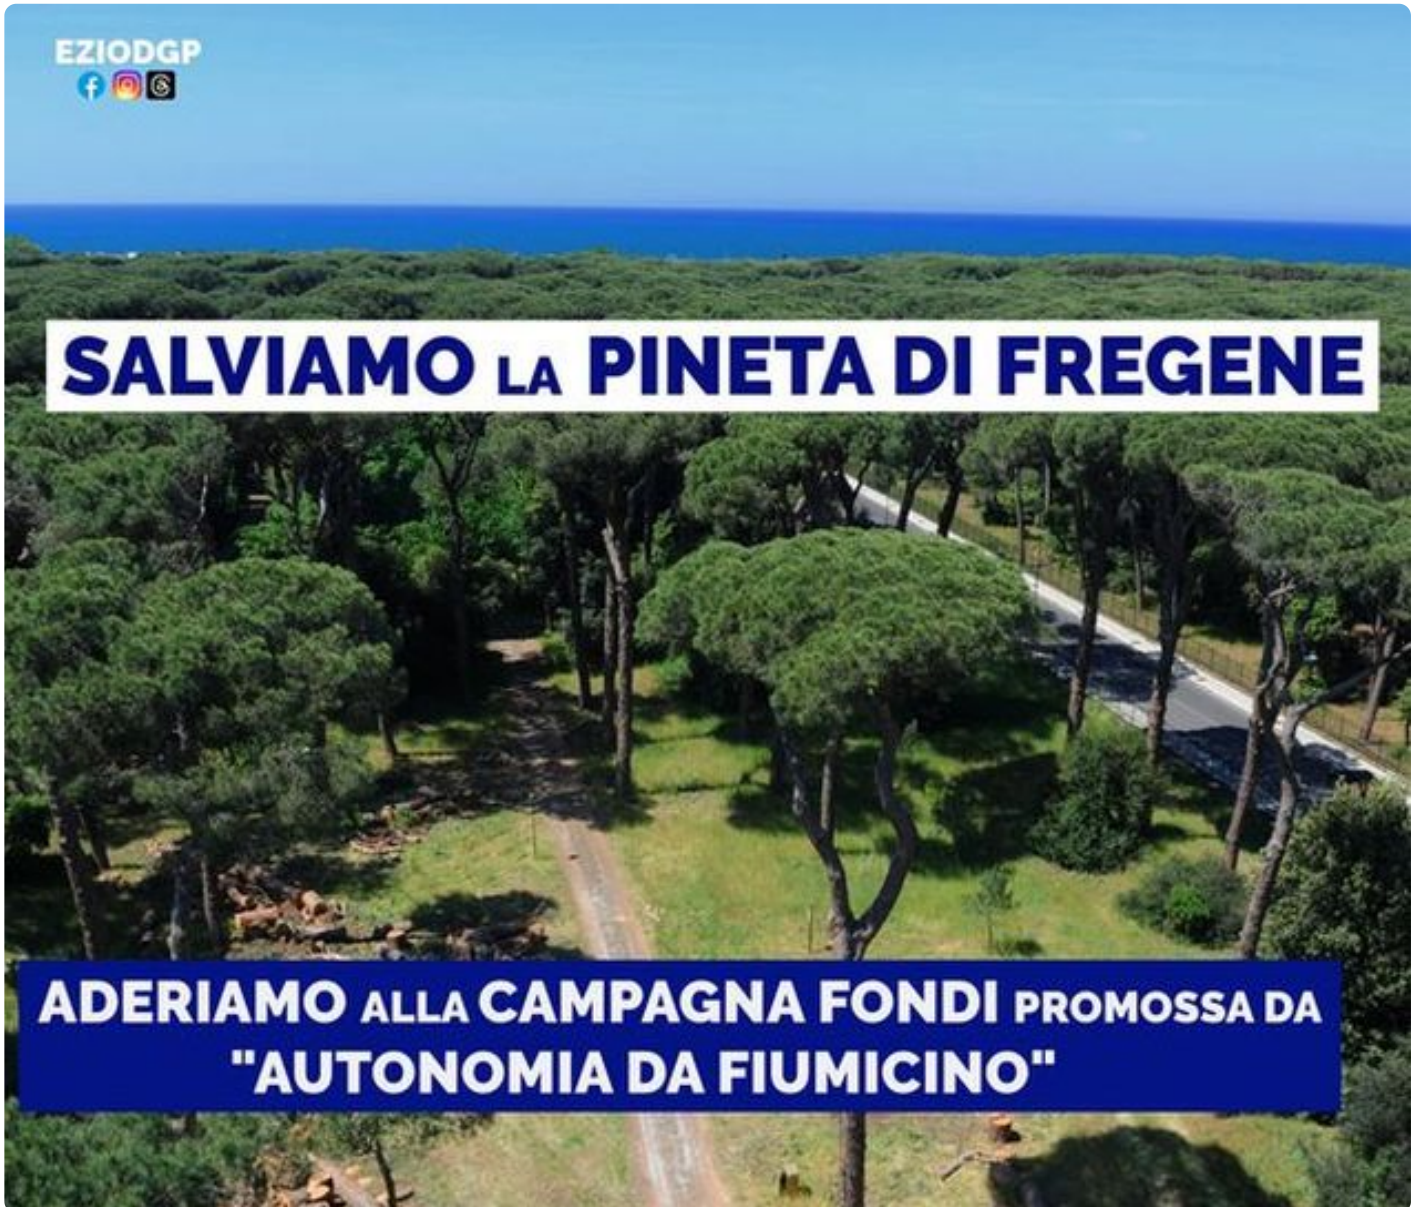 EZIODGP
SALVIAMO LA PINETA DI FREGENE
ADERIAMO ALLA CAMPAGNA FONDI PROMOSSA DA
"AUTONOMIA DA FIUMICINO"